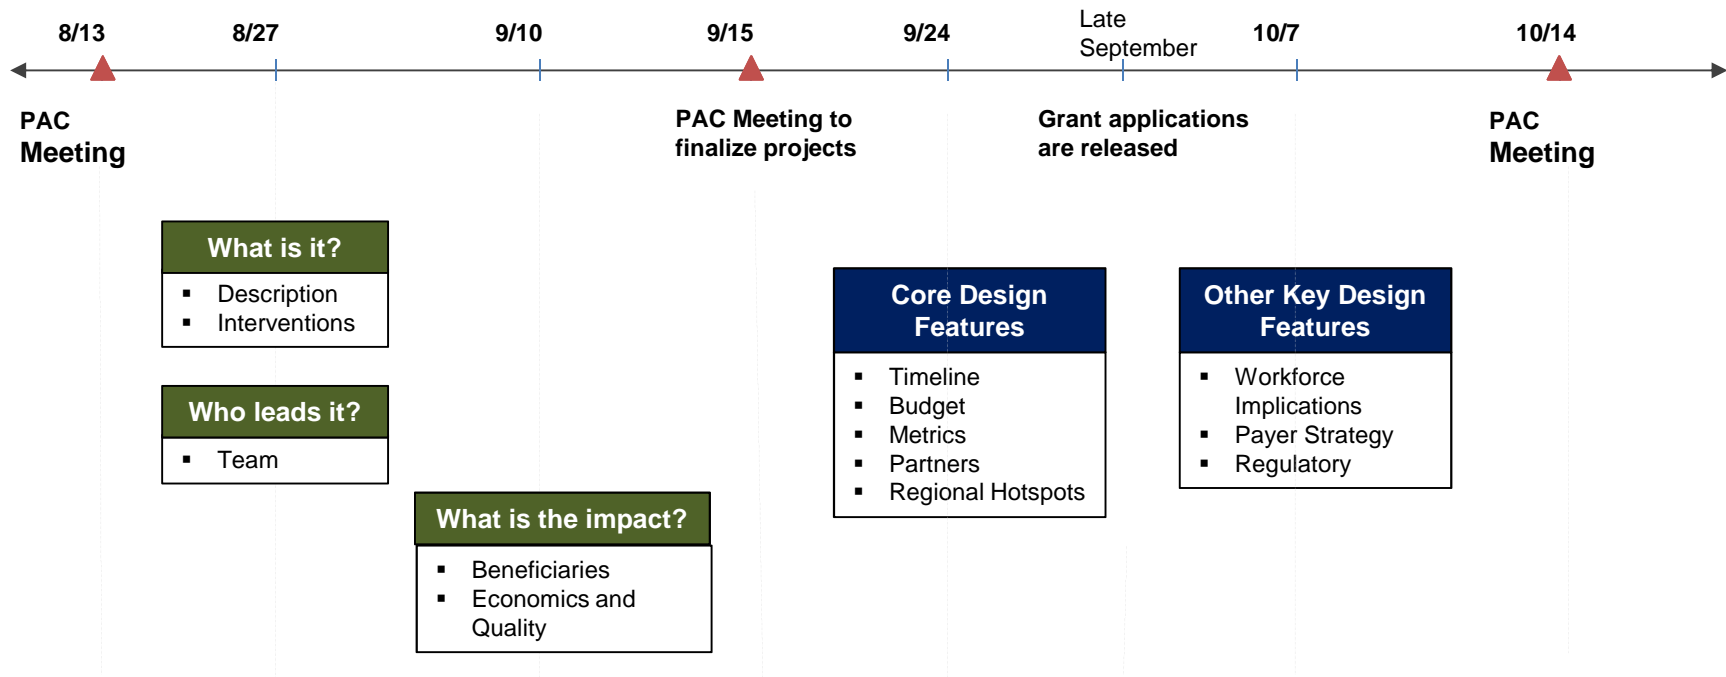 8/13
8/27
9/10
9/15
9/24
Late
September
10/7
10/14
PAC
Meeting
PAC Meeting to
finalize projects
Grant applications
are released
PAC
Meeting
What is it?
▪ Description
▪ Interventions
Who leads it?
▪ Team
What is the impact?
▪ Beneficiaries
▪ Economics and
Quality
Core Design
Features
▪ Timeline
▪ Budget
▪ Metrics
▪ Partners
▪ Regional Hotspots
Other Key Design
Features
▪ Workforce
Implications
▪ Payer Strategy
▪ Regulatory